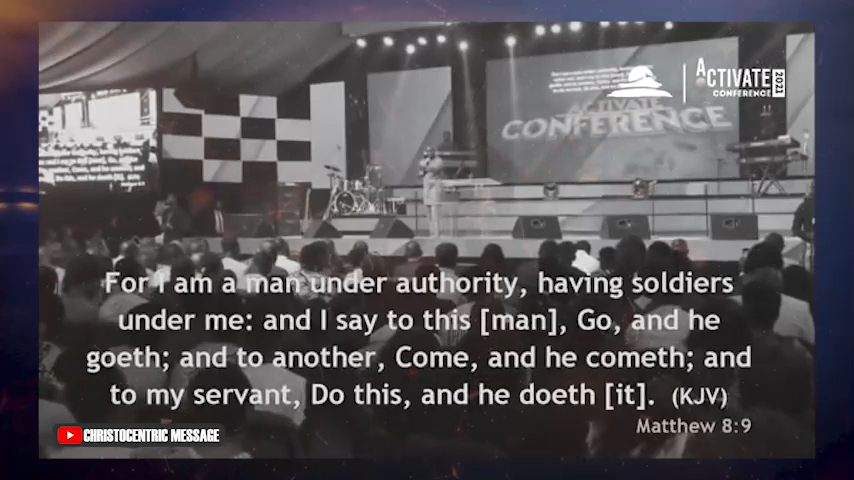 ACTIVATE
CONFERENCE
2021
ACTIVATE
CONFERENCE
For I am a man under authority, having soldiers
under me: and I say to this [man], Go, and he
goeth; and to another, Come, and he cometh; and
to my servant, Do this, and he doeth [it]. (KJV)
Matthew 8:9
CHRISTOCENTRIC MESSAGE